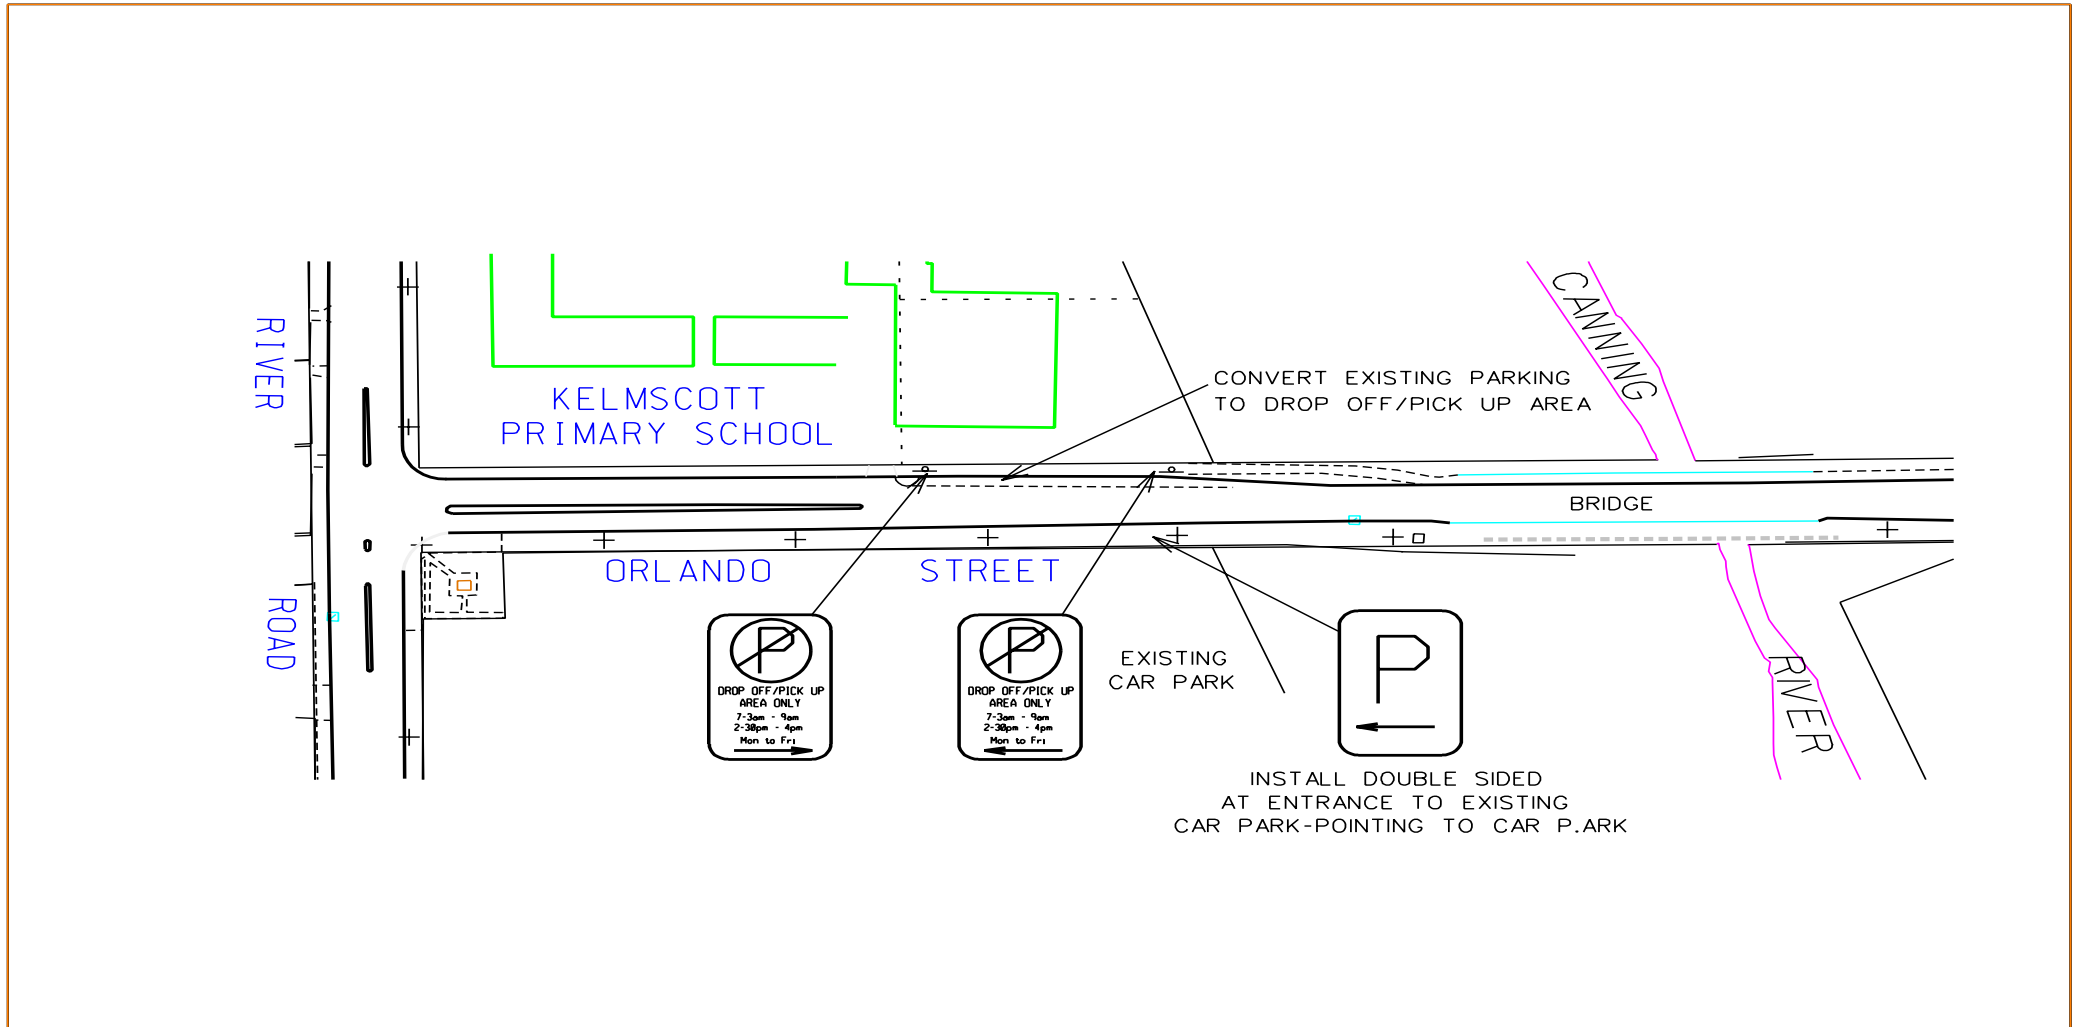 RIVER
ROAD
KELMSCOTT
PRIMARY SCHOOL
CONVERT EXISTING PARKING
TO DROP OFF/PICK UP AREA
CANNING
RIVER
BRIDGE
ORLANDO STREET
P
DROP OFF/PICK UP
AREA ONLY
7-3am - 9am
2-30pm - 4pm
Mon to Fri
P
DROP OFF/PICK UP
AREA ONLY
7-3am - 9am
2-30pm - 4pm
Mon to Fri
EXISTING
CAR PARK
P
INSTALL DOUBLE SIDED
AT ENTRANCE TO EXISTING
CAR PARK-POINTING TO CAR P.ARK